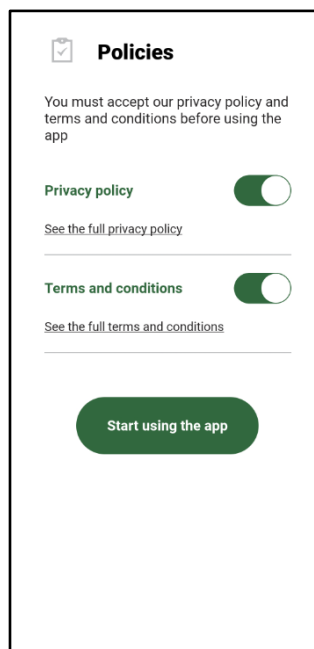 Policies
You must accept our privacy policy and
terms and conditions before using the
app
Privacy policy
See the full privacy policy
Terms and conditions
See the full terms and conditions
Start using the app